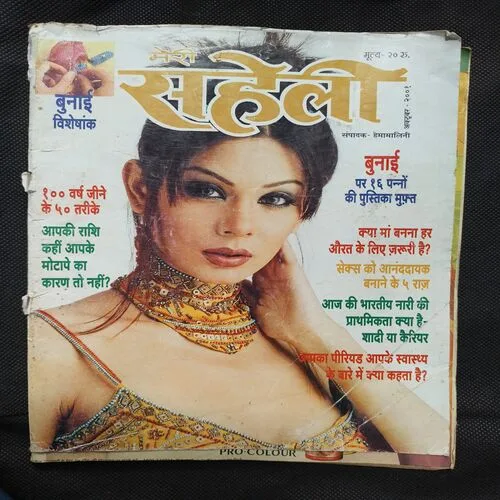 मेरी
सहेली
मूल्य- २० रु.
अक्टूबर - २००१
संपादक- हेमामालिनी
बुनाई
विशेषांक
१०० वर्ष जीने
के ५० तरीके
आपकी राशि
कहीं आपके
मोटापे का
कारण तो नहीं?
बुनाई
पर १६ पन्नों
की पुस्तिका मुफ़्त
क्या मां बनना हर
औरत के लिए ज़रूरी है?
सेक्स को आनंददायक
बनाने के ५ राज़
आज की भारतीय नारी की
प्राथमिकता क्या है-
शादी या कॅरियर
आपका पीरियड आपके स्वास्थ्य
के बारे में क्या कहता है?
PRO-COLOUR